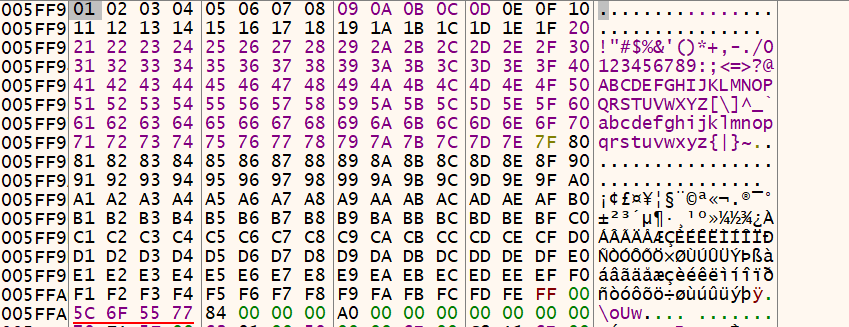 005FF9 01 02 03 04 05 06 07 08 09 0A 0B 0C 0D 0E 0F 10 ................
005FF9 11 12 13 14 15 16 17 18 19 1A 1B 1C 1D 1E 1F 20 ...............
005FF9 21 22 23 24 25 26 27 28 29 2A 2B 2C 2D 2E 2F 30 !"#$%&'()*+,-./0
005FF9 31 32 33 34 35 36 37 38 39 3A 3B 3C 3D 3E 3F 40 123456789:;<=>?@
005FF9 41 42 43 44 45 46 47 48 49 4A 4B 4C 4D 4E 4F 50 ABCDEFGHIJKLMNOP
005FF9 51 52 53 54 55 56 57 58 59 5A 5B 5C 5D 5E 5F 60 QRSTUVWXYZ[\]^_`
005FF9 61 62 63 64 65 66 67 68 69 6A 6B 6C 6D 6E 6F 70 abcdefghijklmnop
005FF9 71 72 73 74 75 76 77 78 79 7A 7B 7C 7D 7E 7F 80 qrstuvwxyz{|}~..
005FF9 81 82 83 84 85 86 87 88 89 8A 8B 8C 8D 8E 8F 90 ................
005FF9 91 92 93 94 95 96 97 98 99 9A 9B 9C 9D 9E 9F A0 ...............
005FF9 A1 A2 A3 A4 A5 A6 A7 A8 A9 AA AB AC AD AE AF B0 ¡¢£¤¥¦§¨©ª«¬.®¯°
005FF9 B1 B2 B3 B4 B5 B6 B7 B8 B9 BA BB BC BD BE BF C0 ±²³´µ¶·¸¹º»¼½¾¿À
005FF9 C1 C2 C3 C4 C5 C6 C7 C8 C9 CA CB CC CD CE CF D0 ÁÂÃÄÅÆÇÈÉÊËÌÍÎÏÐ
005FF9 D1 D2 D3 D4 D5 D6 D7 D8 D9 DA DB DC DD DE DF E0 ÑÒÓÔÕÖ×ØÙÚÛÜÝÞßà
005FF9 E1 E2 E3 E4 E5 E6 E7 E8 E9 EA EB EC ED EE EF F0 áâãäåæçèéêëìíîïð
005FFA F1 F2 F3 F4 F5 F6 F7 F8 F9 FA FB FC FD FE FF 00 ñòóôõö÷øùúûüýþÿ.
005FFA 5C 6F 55 77 84 00 00 00 A0 00 00 00 00 00 00 00 \oUw.... .......